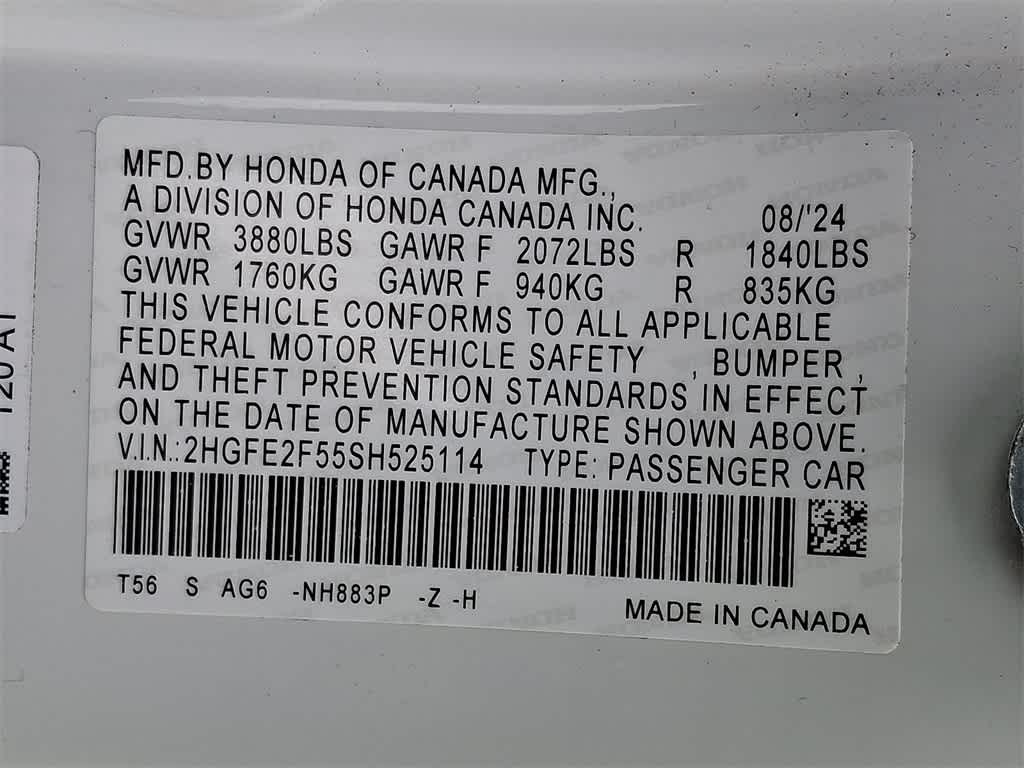 MFD.BY HONDA OF CANADA MFG.,
A DIVISION OF HONDA CANADA INC. 08/'24
GVWR 3880LBS GAWR F 2072LBS R 1840LBS
GVWR 1760KG GAWR F 940KG R 835KG
THIS VEHICLE CONFORMS TO ALL APPLICABLE
FEDERAL MOTOR VEHICLE SAFETY , BUMPER ,
AND THEFT PREVENTION STANDARDS IN EFFECT
ON THE DATE OF MANUFACTURE SHOWN ABOVE.
V.I.N.: 2HGFE2F55SH525114 TYPE: PASSENGER CAR
T56 S AG6 -NH883P -Z -H
MADE IN CANADA